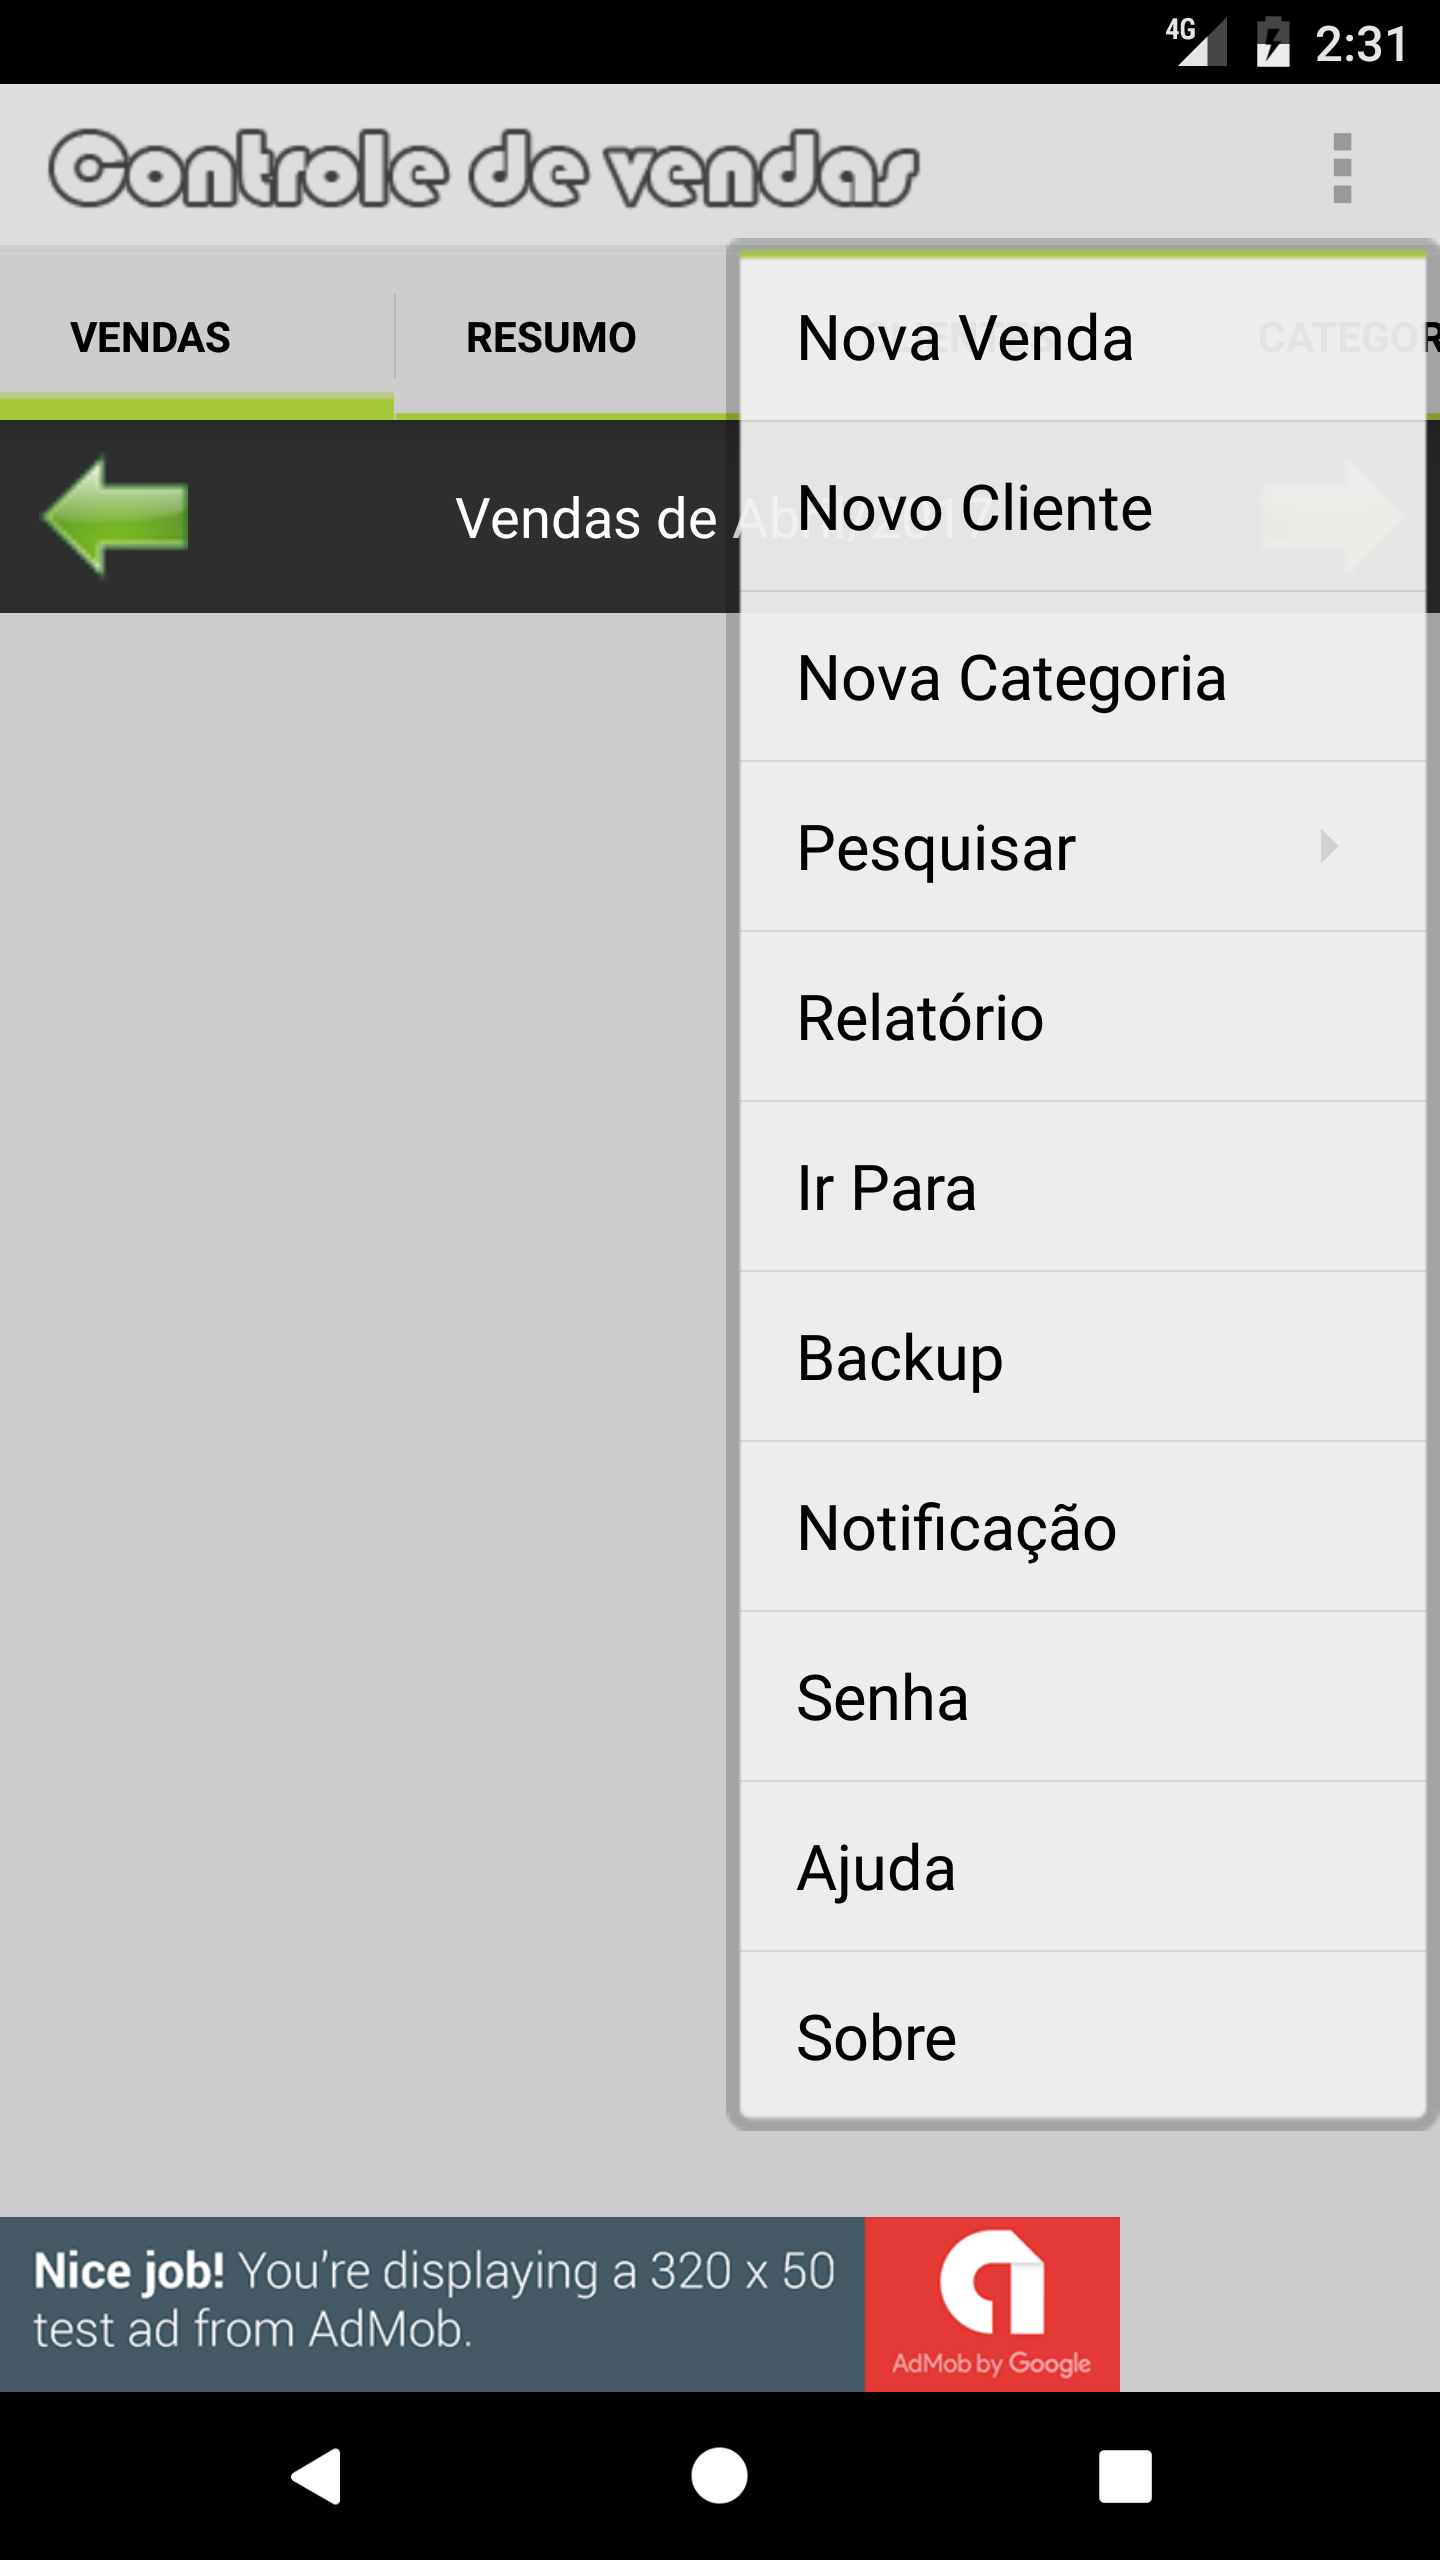 4G 2:31
Controle de vendas
VENDAS RESUMO CATEGOR
Vendas de Abril/2017
Nova Venda
Novo Cliente
Nova Categoria
Pesquisar
Relatório
Ir Para
Backup
Notificação
Senha
Ajuda
Sobre
Nice job! You're displaying a 320 x 50
test ad from AdMob.
AdMob by Google